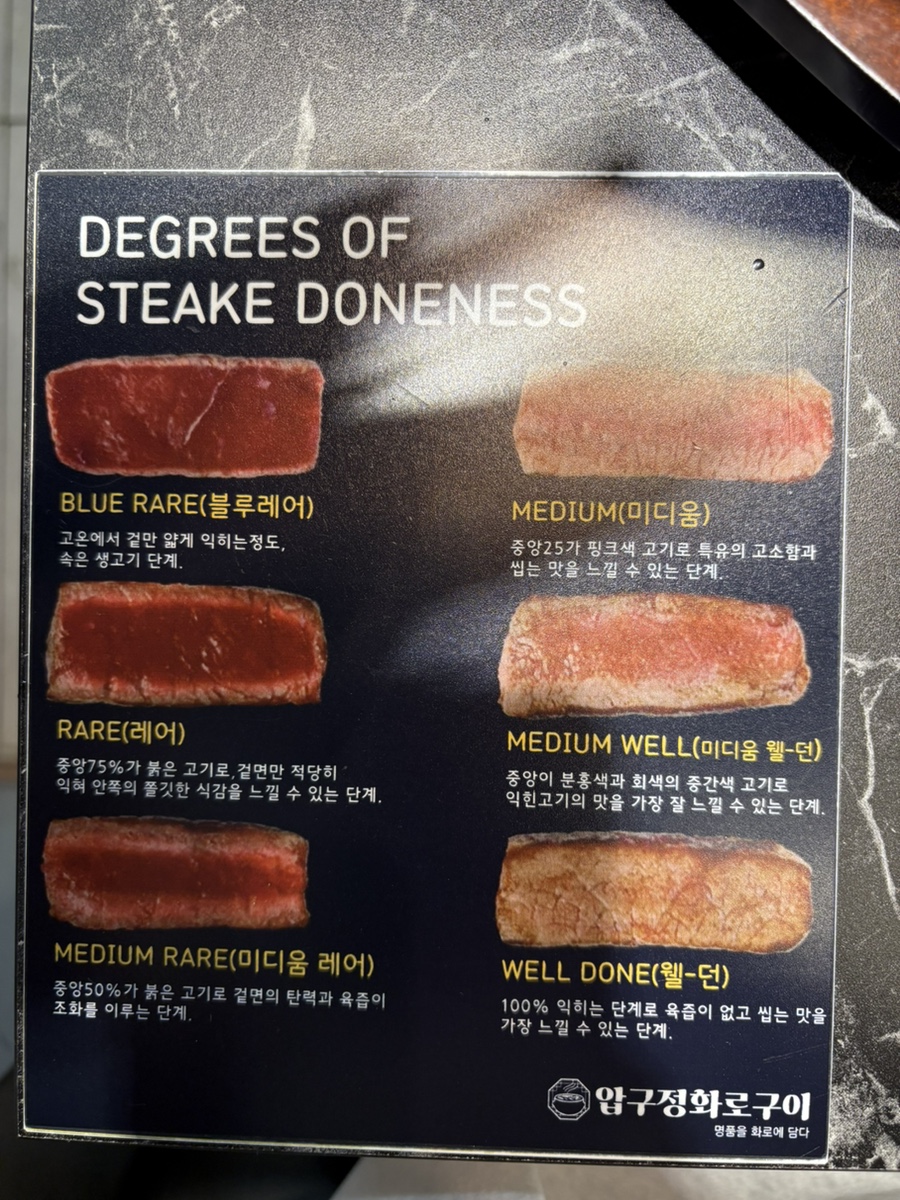 DEGREES OF
STEAKE DONENESS
BLUE RARE(블루레어)
고온에서 겉만 얇게 익히는정도,
속은 생고기 단계.
RARE(레어)
중앙75%가 붉은 고기로,겉면만 적당히
익혀 안쪽의 쫄깃한 식감을 느낄 수 있는 단계.
MEDIUM RARE(미디움 레어)
중앙50%가 붉은 고기로 겉면의 탄력과 육즙이
조화를 이루는 단계.
MEDIUM(미디움)
중앙25가 핑크색 고기로 특유의 고소함과
씹는 맛을 느낄 수 있는 단계.
MEDIUM WELL(미디움 웰-던)
중앙이 분홍색과 회색의 중간색 고기로
익힌고기의 맛을 가장 잘 느낄 수 있는 단계.
WELL DONE(웰-던)
100% 익히는 단계로 육즙이 없고 씹는 맛을
가장 느낄 수 있는 단계.
압구정화로구이
명품을 화로에 담다